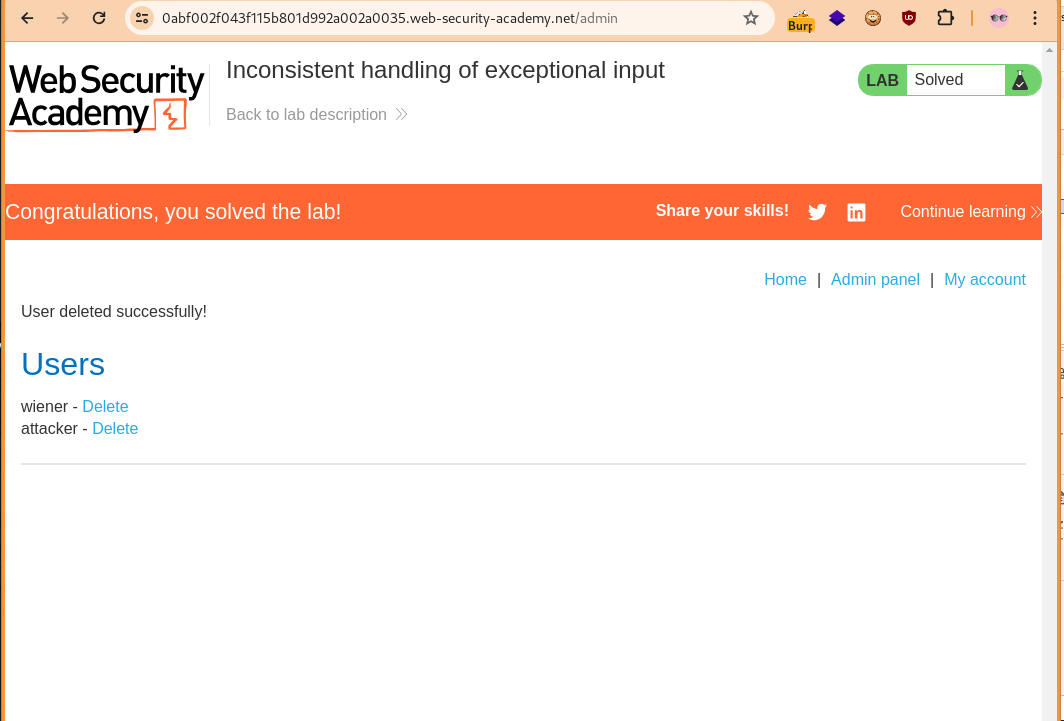 0abf002f043f115b801d992a002a0035.web-security-academy.net/admin
Burp
Web Security
Academy
Inconsistent handling of exceptional input
Back to lab description
LAB Solved
Congratulations, you solved the lab!
Share your skills!
Continue learning
Home | Admin panel | My account
User deleted successfully!
Users
wiener - Delete
attacker - Delete